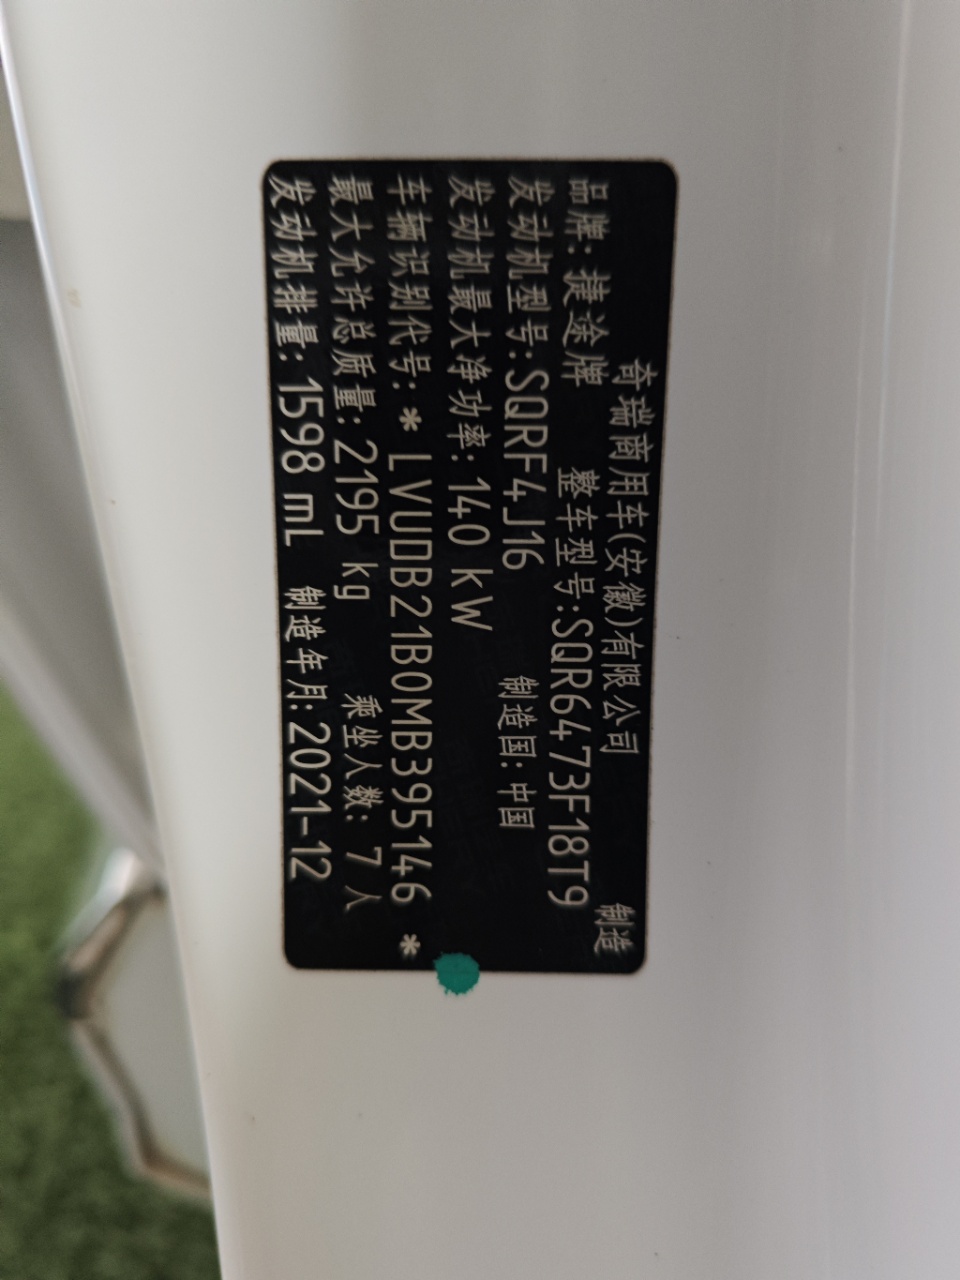 奇瑞商用车(安徽)有限公司 制造
品牌: 捷途牌 整车型号:SQR6473F18T9
发动机型号:SQRF4J16 制造国: 中国
发动机最大净功率: 140 kW
车辆识别代号: * LVUDB21B0MB395146 *
最大允许总质量: 2195 kg 乘坐人数: 7 人
发动机排量: 1598 mL 制造年月: 2021-12